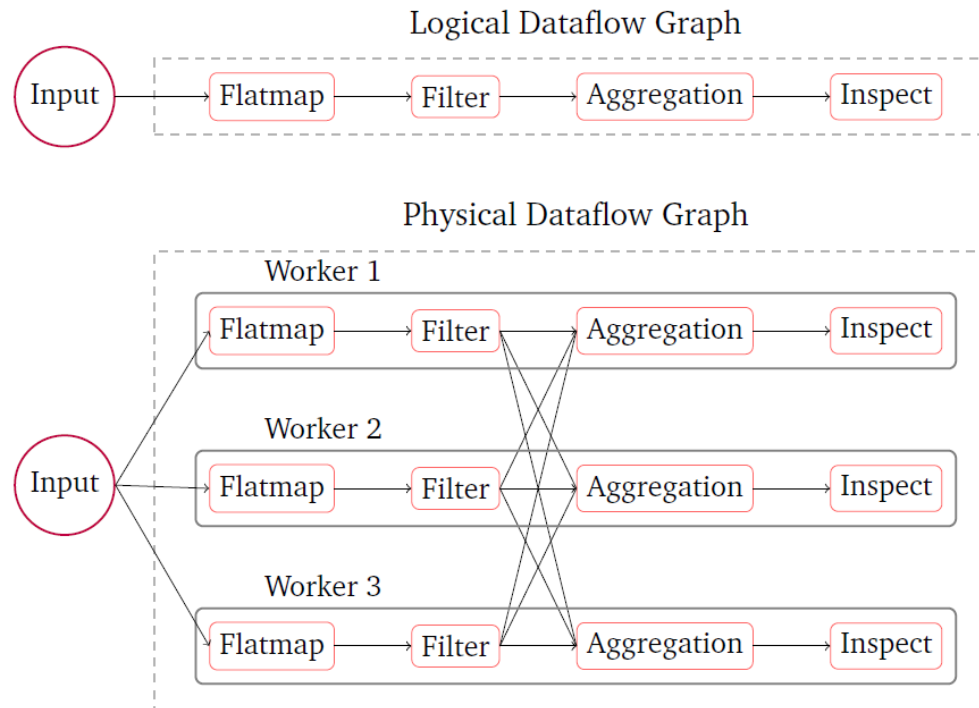 Logical Dataflow Graph
Input Flatmap Filter Aggregation Inspect
Physical Dataflow Graph
Worker 1
Flatmap Filter Aggregation Inspect
Worker 2
Input Flatmap Filter Aggregation Inspect
Worker 3
Flatmap Filter Aggregation Inspect